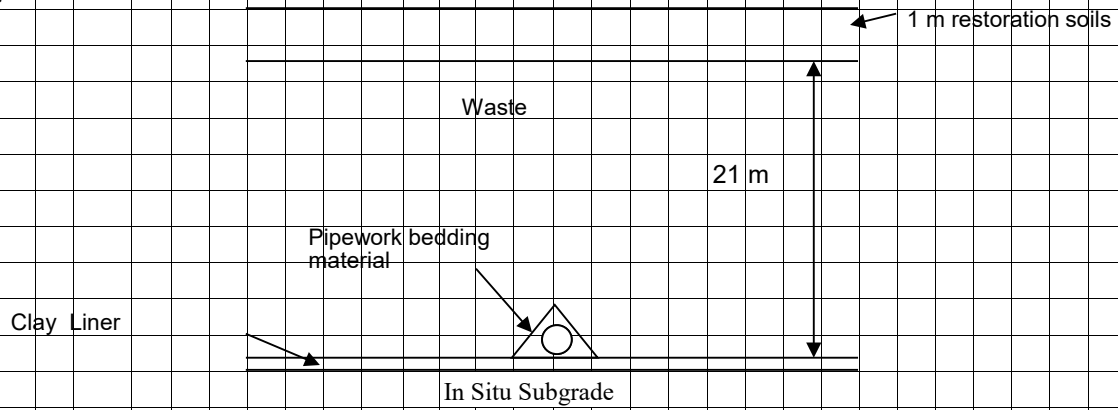 1 m restoration soils
Waste
21 m
Pipework bedding
material
Clay Liner
In Situ Subgrade